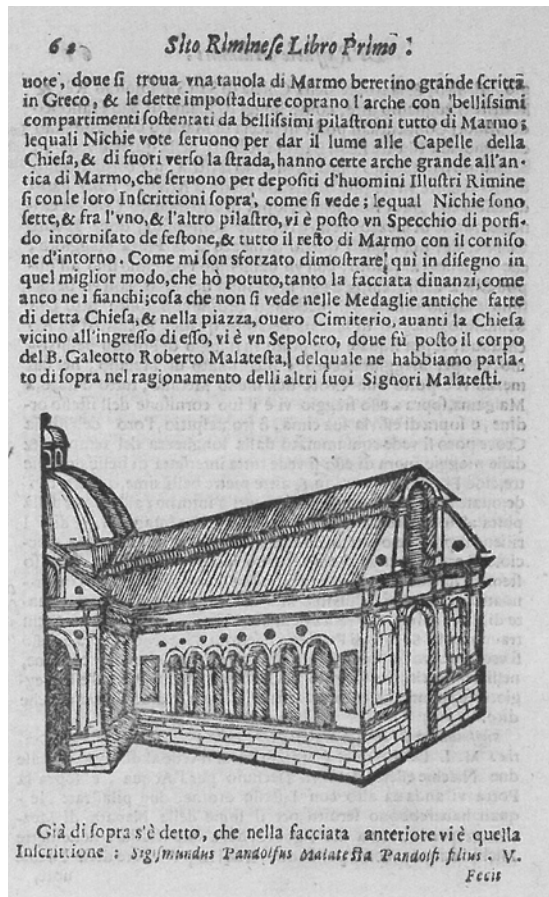 62 Sito Riminese Libro Primo :
uote, doue si troua vna tauola di Marmo beretino grande scritta
in Greco, & le dette impostadure coprano l'arche con bellissimi
compartimenti sostentati da bellissimi pilastroni tutto di Marmo;
lequali Nichie vote seruono per dar il lume alle Capelle della
Chiesa, & di fuori verso la strada, hanno certe arche grande all'an-
tica di Marmo, che seruono per depositi d'huomini Illustri Rimine
si con le loro Inscrittioni sopra, come si vede; lequal Nichie sono
sette, & fra l'vno, & l'altro pilastro, vi è posto vn Specchio di porfi-
do incornisato de festone, & tutto il resto di Marmo con il corniso
ne d'intorno. Come mi son sforzato dimostrare quì in disegno in
quel miglior modo, che hò potuto, tanto la facciata dinanzi, come
anco ne i fianchi; cosa che non si vede nelle Medaglie antiche fatte
di detta Chiesa, & nella piazza, ouero Cimiterio, auanti la Chiesa
vicino all'ingresso di esso, vi è vn Sepolcro, doue fù posto il corpo
del B. Galeotto Roberto Malatesta, delquale ne habbiamo parla-
to di sopra nel ragionamento delli altri suoi Signori Malatesti.
Già di sopra s'è detto, che nella facciata anteriore vi è quella
Inscrittione : Sigismundus Pandolfus Malatesta Pandolfi filius. V.
Fecit